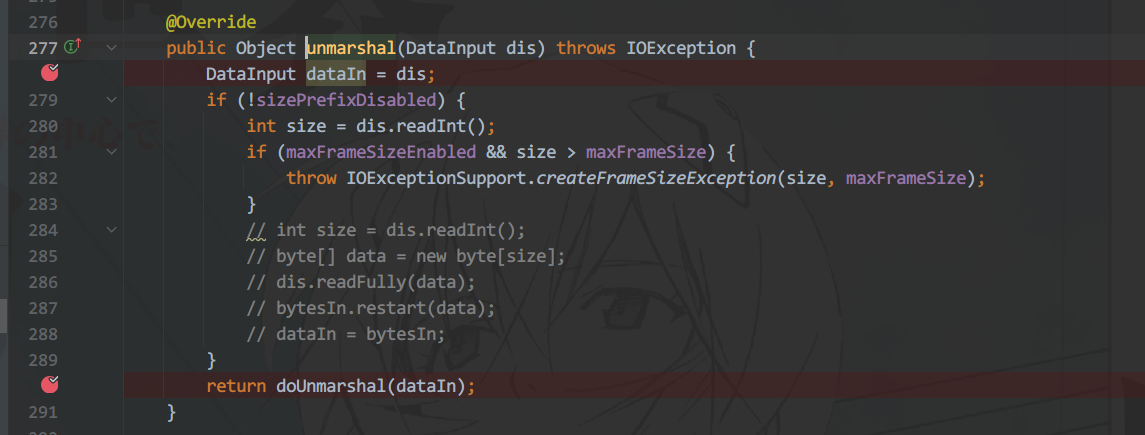 276 @Override
277 public Object unmarshal(DataInput dis) throws IOException {
DataInput dataIn = dis;
279 if (!sizePrefixDisabled) {
280 int size = dis.readInt();
281 if (maxFrameSizeEnabled && size > maxFrameSize) {
282 throw IOExceptionSupport.createFrameSizeException(size, maxFrameSize);
283 }
284 // int size = dis.readInt();
285 // byte[] data = new byte[size];
286 // dis.readFully(data);
287 // bytesIn.restart(data);
288 // dataIn = bytesIn;
289 }
return doUnmarshal(dataIn);
291 }